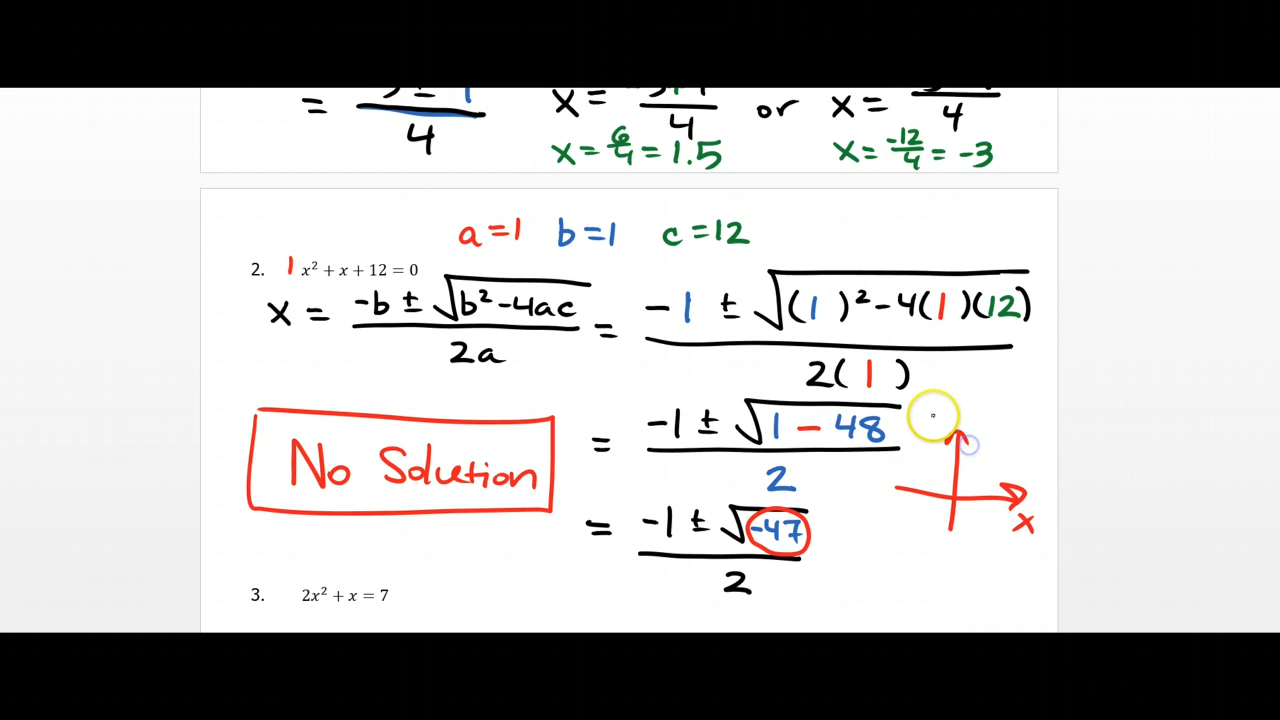 = 4 x = 4 or x = 4
x = 6/4 = 1.5 x = -12/4 = -3
a = 1 b = 1 c = 12
2. 1 x² + x + 12 = 0
x = (-b ± √(b² - 4ac))/(2a) = (-1 ± √((1)² - 4(1)(12)))/(2(1))
= (-1 ± √(1 - 48))/2
No Solution
= (-1 ± √(-47))/2
x
3. 2x² + x = 7